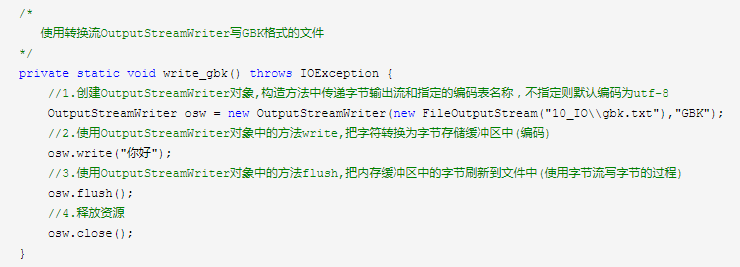 /*
使用转换流OutputStreamWriter写GBK格式的文件
*/
private static void write_gbk() throws IOException {
//1.创建OutputStreamWriter对象,构造方法中传递字节输出流和指定的编码表名称，不指定则默认编码为utf-8
OutputStreamWriter osw = new OutputStreamWriter(new FileOutputStream("10_IO\\gbk.txt"),"GBK");
//2.使用OutputStreamWriter对象中的方法write,把字符转换为字节存储缓冲区中(编码)
osw.write("你好");
//3.使用OutputStreamWriter对象中的方法flush,把内存缓冲区中的字节刷新到文件中(使用字节流写字节的过程)
osw.flush();
//4.释放资源
osw.close();
}